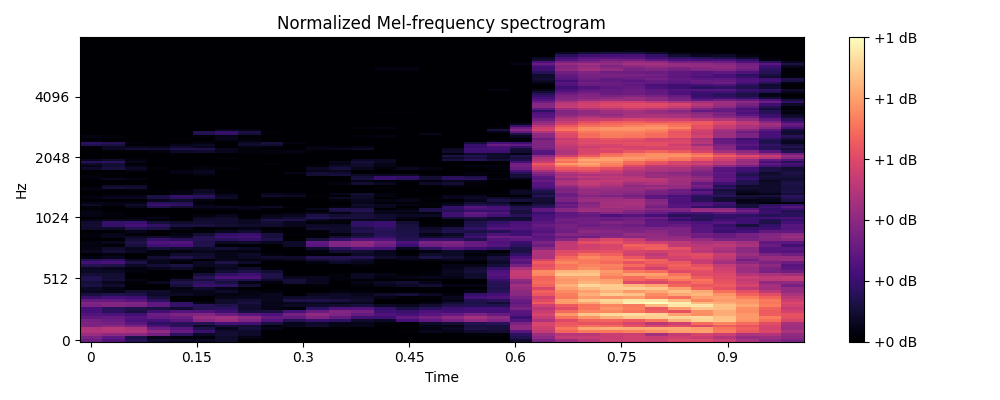 Normalized Mel-frequency spectrogram
Hz
4096
2048
1024
512
0
0
0.15
0.3
0.45
0.6
0.75
0.9
Time
+1 dB
+1 dB
+1 dB
+0 dB
+0 dB
+0 dB